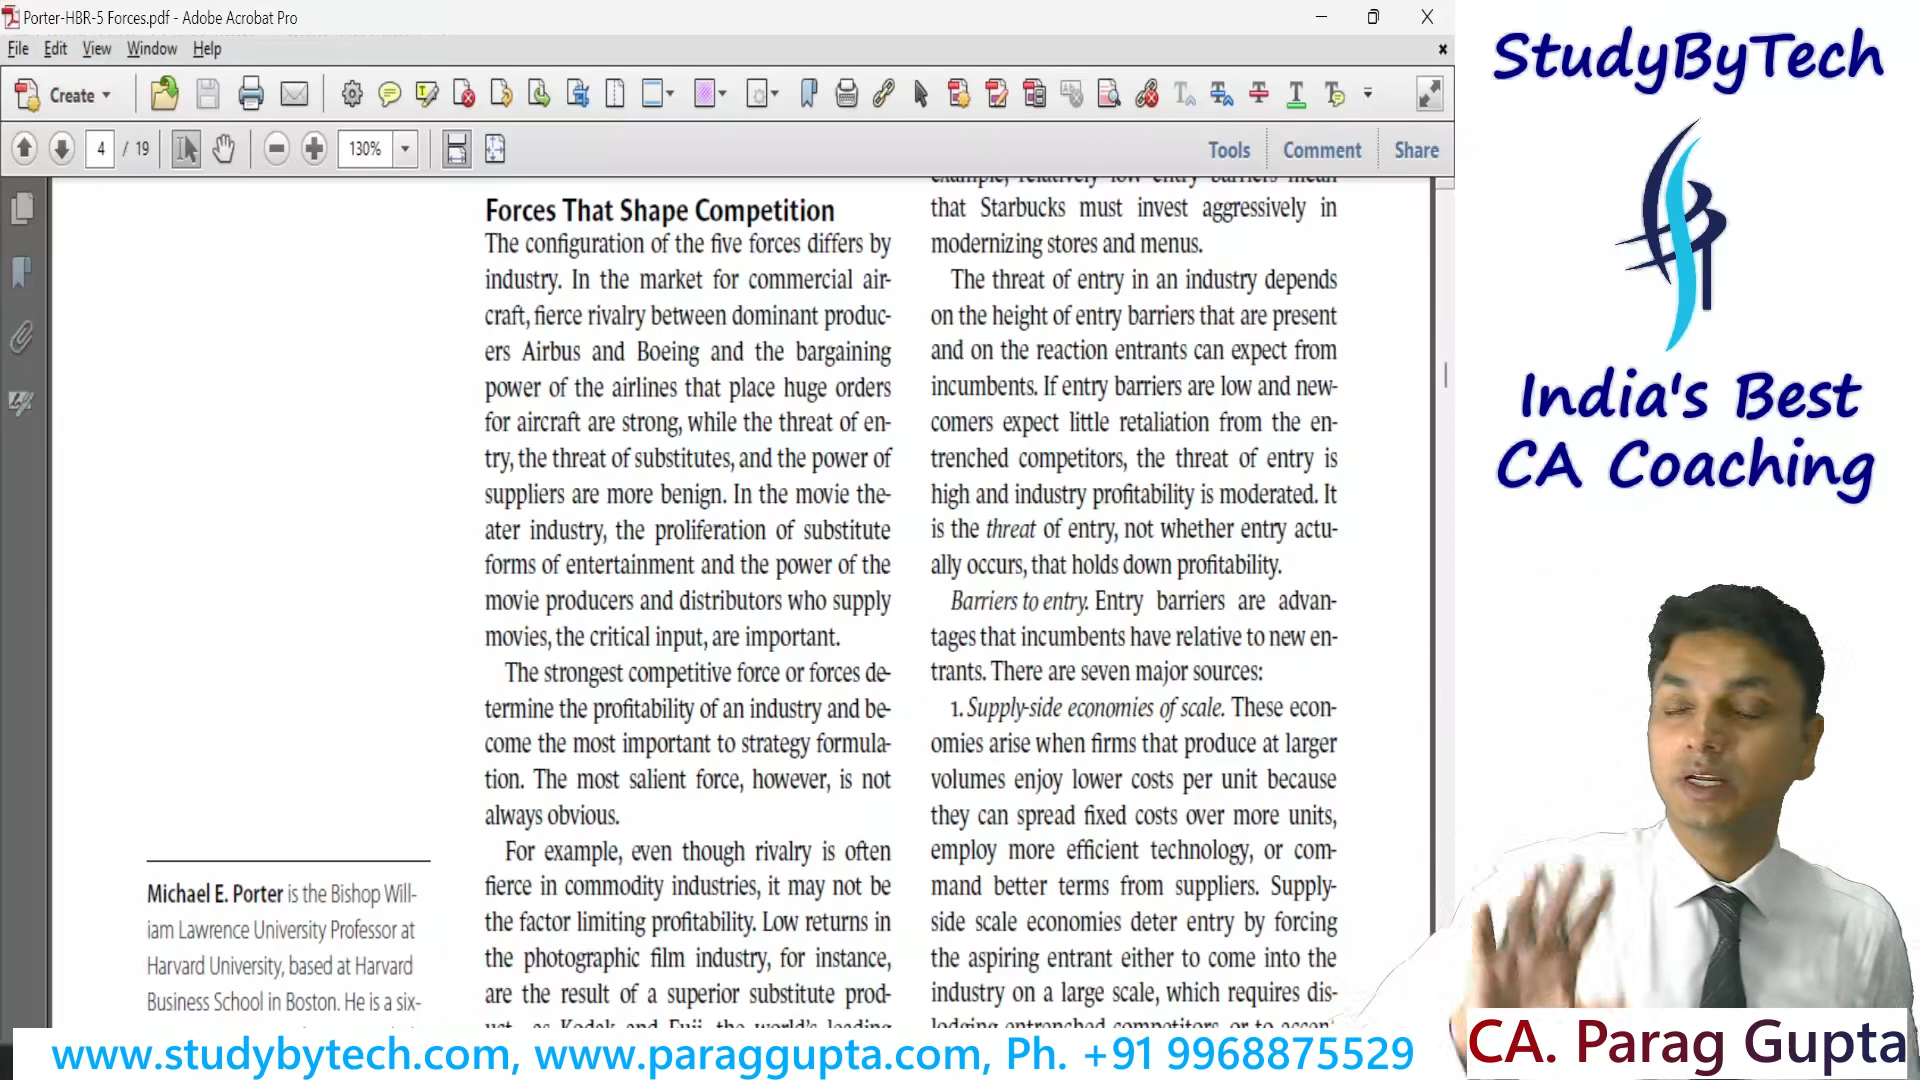 Porter-HBR-5 Forces.pdf - Adobe Acrobat Pro
File Edit View Window Help
Create
4 / 19
130%
Tools Comment Share
Forces That Shape Competition
The configuration of the five forces differs by
industry. In the market for commercial air-
craft, fierce rivalry between dominant produc-
ers Airbus and Boeing and the bargaining
power of the airlines that place huge orders
for aircraft are strong, while the threat of en-
try, the threat of substitutes, and the power of
suppliers are more benign. In the movie the-
ater industry, the proliferation of substitute
forms of entertainment and the power of the
movie producers and distributors who supply
movies, the critical input, are important.
The strongest competitive force or forces de-
termine the profitability of an industry and be-
come the most important to strategy formula-
tion. The most salient force, however, is not
always obvious.
For example, even though rivalry is often
fierce in commodity industries, it may not be
the factor limiting profitability. Low returns in
the photographic film industry, for instance,
are the result of a superior substitute prod-
uct—as Kodak and Fuji, the world's leading
example, relatively low entry barriers mean
that Starbucks must invest aggressively in
modernizing stores and menus.
The threat of entry in an industry depends
on the height of entry barriers that are present
and on the reaction entrants can expect from
incumbents. If entry barriers are low and new-
comers expect little retaliation from the en-
trenched competitors, the threat of entry is
high and industry profitability is moderated. It
is the threat of entry, not whether entry actu-
ally occurs, that holds down profitability.
Barriers to entry. Entry barriers are advan-
tages that incumbents have relative to new en-
trants. There are seven major sources:
1. Supply-side economies of scale. These econ-
omies arise when firms that produce at larger
volumes enjoy lower costs per unit because
they can spread fixed costs over more units,
employ more efficient technology, or com-
mand better terms from suppliers. Supply-
side scale economies deter entry by forcing
the aspiring entrant either to come into the
industry on a large scale, which requires dis-
lodging entrenched competitors, or to accept
Michael E. Porter is the Bishop Will-
iam Lawrence University Professor at
Harvard University, based at Harvard
Business School in Boston. He is a six-
StudyByTech
India's Best
CA Coaching
www.studybytech.com, www.paraggupta.com, Ph. +91 9968875529
CA. Parag Gupta